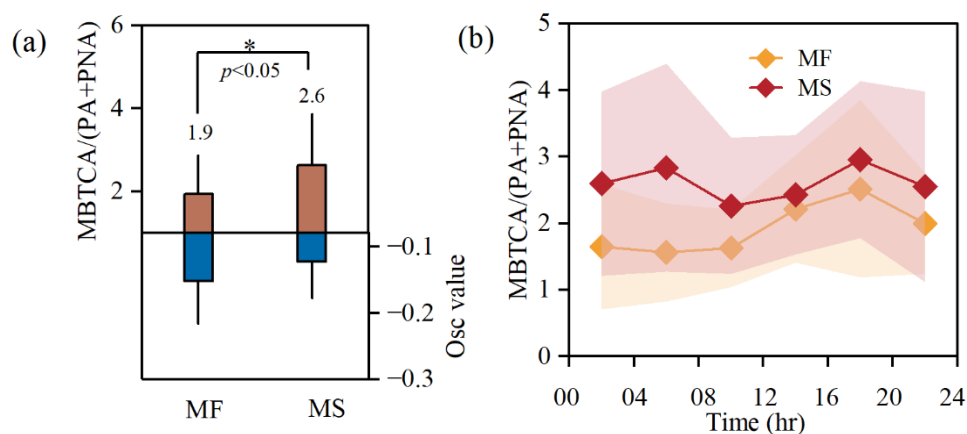 (a)
MBTCA/(PA+PNA)
6
4
2
*
p<0.05
1.9
2.6
−0.1
−0.2
−0.3
Osc value
MF
MS
(b)
MBTCA/(PA+PNA)
5
4
3
2
1
0
MF
MS
00
04
08
12
16
20
24
Time (hr)